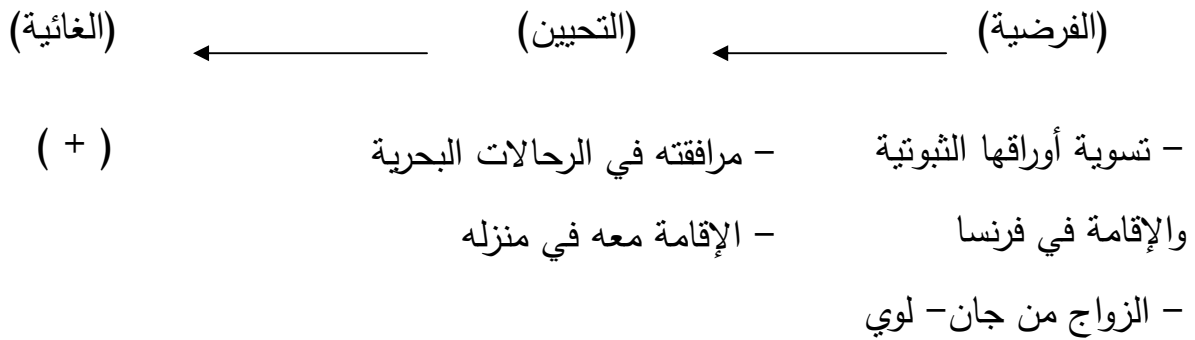 (الفرضية) (التحيين) (الغائية)
– تسوية أوراقها الثبوتية – مرافقته في الرحالات البحرية ( + )
والإقامة في فرنسا – الإقامة معه في منزله
– الزواج من جان– لوي